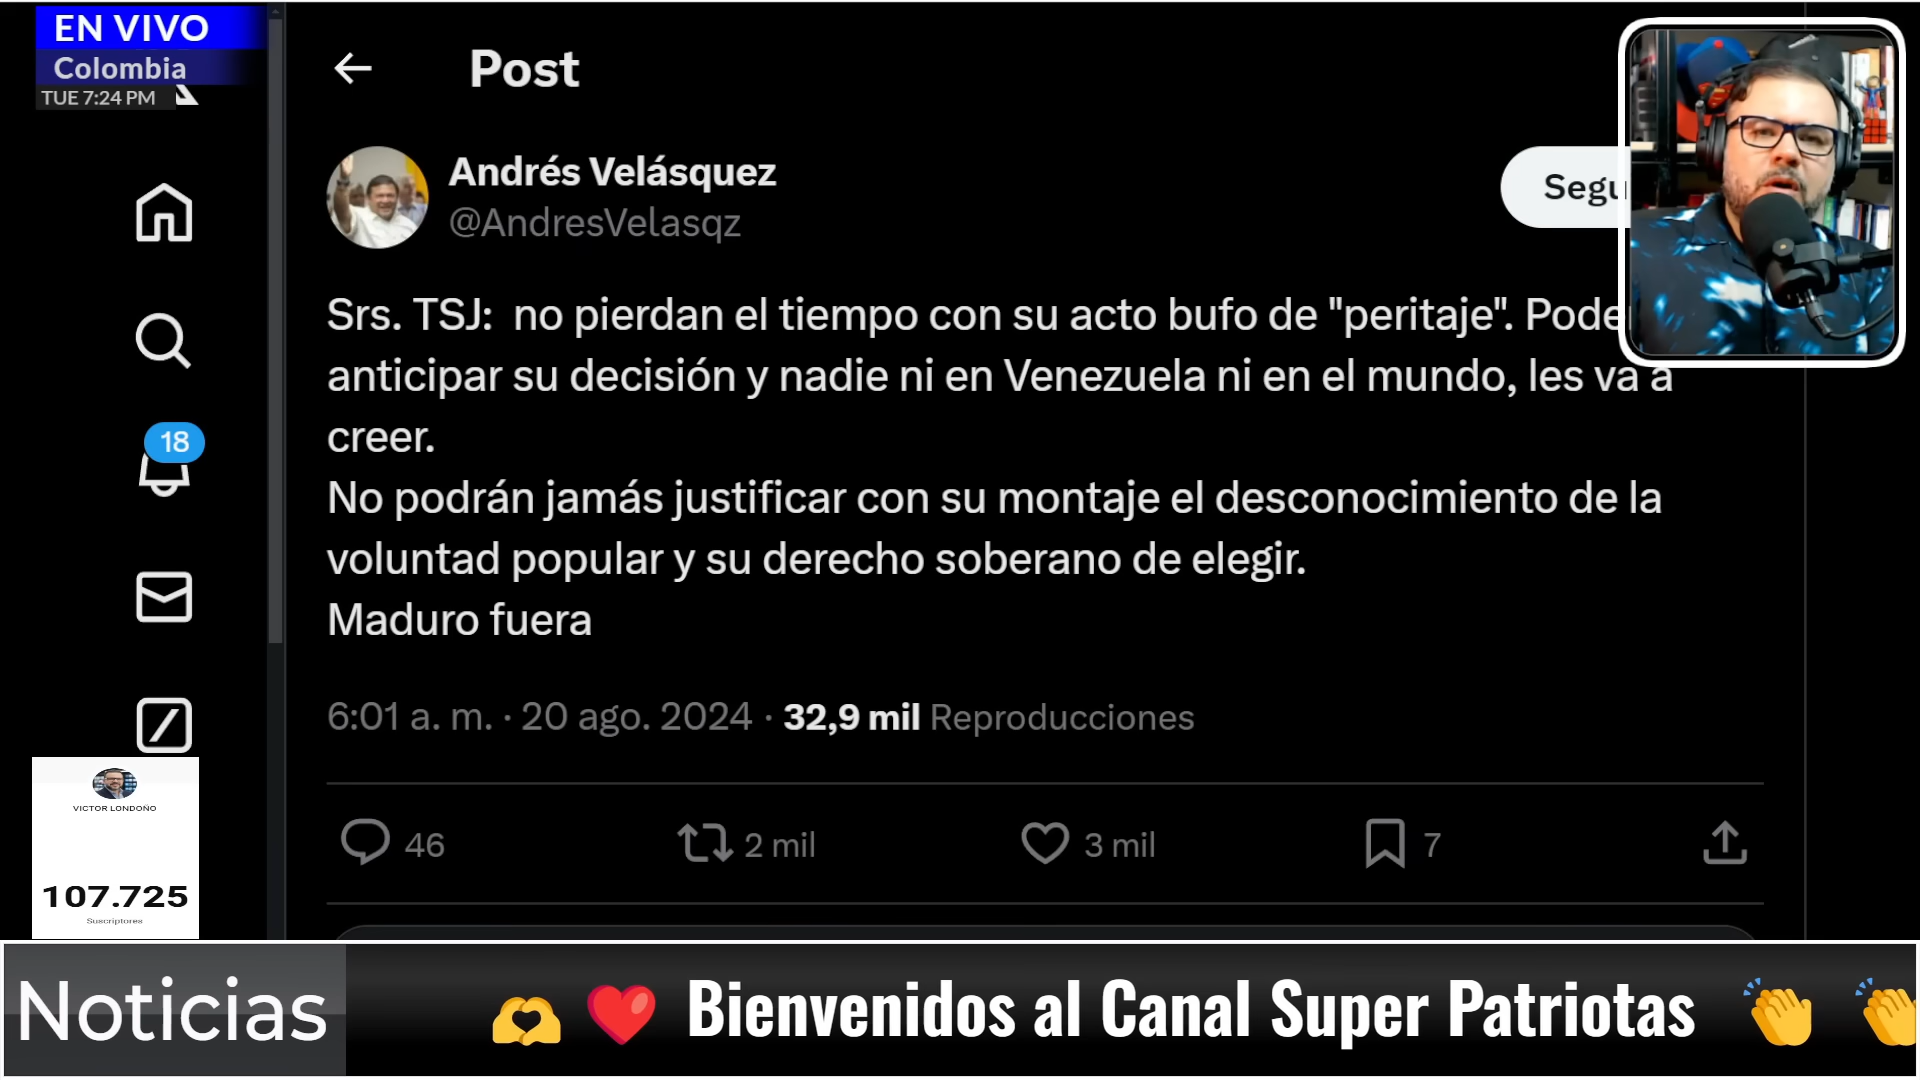 EN VIVO
Colombia
TUE 7:24 PM
Post
Andrés Velásquez
@AndresVelasqz
Segu
Srs. TSJ:  no pierdan el tiempo con su acto bufo de "peritaje". Pode
anticipar su decisión y nadie ni en Venezuela ni en el mundo, les va a
creer.
No podrán jamás justificar con su montaje el desconocimiento de la
voluntad popular y su derecho soberano de elegir.
Maduro fuera
6:01 a. m. · 20 ago. 2024 · 32,9 mil Reproducciones
46
2 mil
3 mil
7
18
VICTOR LONDOÑO
107.725
Suscriptores
Noticias
Bienvenidos al Canal Super Patriotas